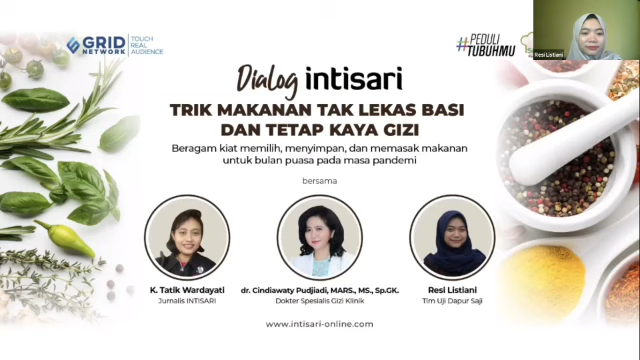 GRID
NETWORK
TOUCH
REAL
AUDIENCE
#PEDULI
TUBUHMU
Resi Listiani
Dialog intisari
TRIK MAKANAN TAK LEKAS BASI
DAN TETAP KAYA GIZI
Beragam kiat memilih, menyimpan, dan memasak makanan
untuk bulan puasa pada masa pandemi
bersama
K. Tatik Wardayati
Jurnalis INTISARI
dr. Cindiawaty Pudjiadi, MARS., MS., Sp.GK.
Dokter Spesialis Gizi Klinik
Resi Listiani
Tim Uji Dapur Saji
www.intisari-online.com